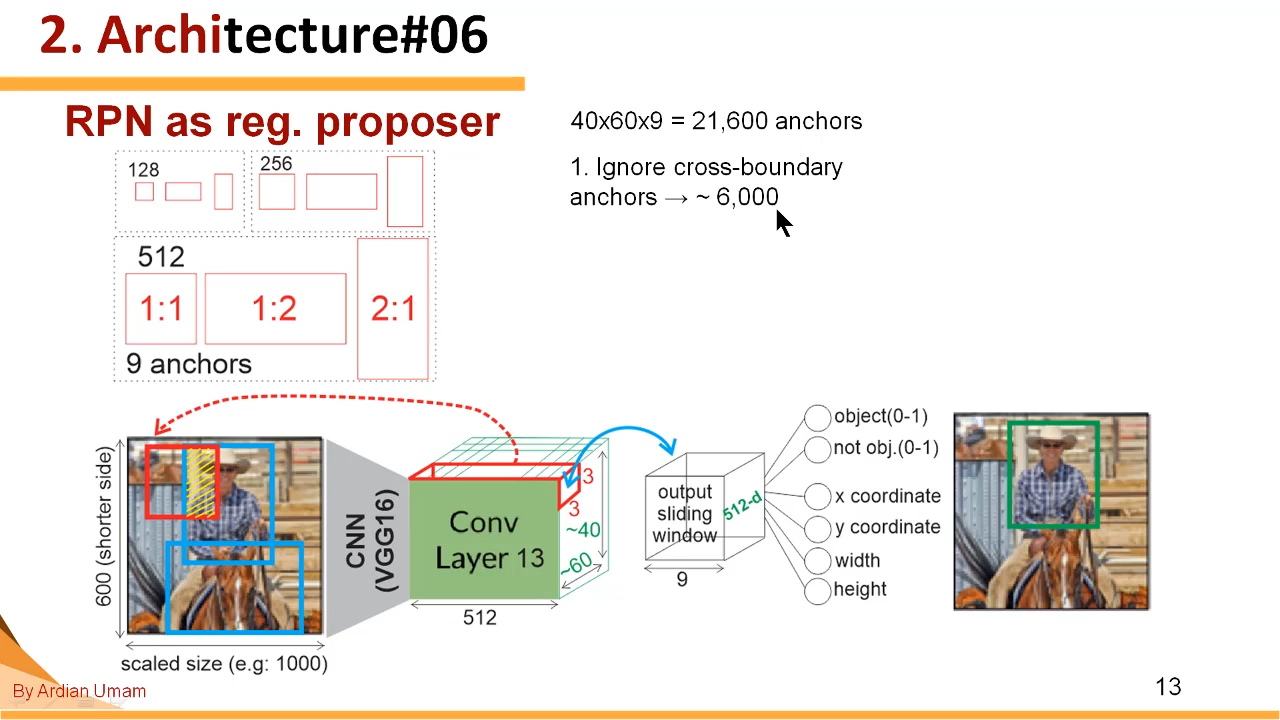 2. Architecture#06
RPN as reg. proposer
40x60x9 = 21,600 anchors
1. Ignore cross-boundary
anchors → ~ 6,000
128
256
512
1:1
1:2
2:1
9 anchors
600 (shorter side)
scaled size (e.g: 1000)
CNN
(VGG16)
Conv
Layer 13
3
3
~40
~60
512
output
sliding
window
512-d
9
object(0-1)
not obj.(0-1)
x coordinate
y coordinate
width
height
By Ardian Umam
13